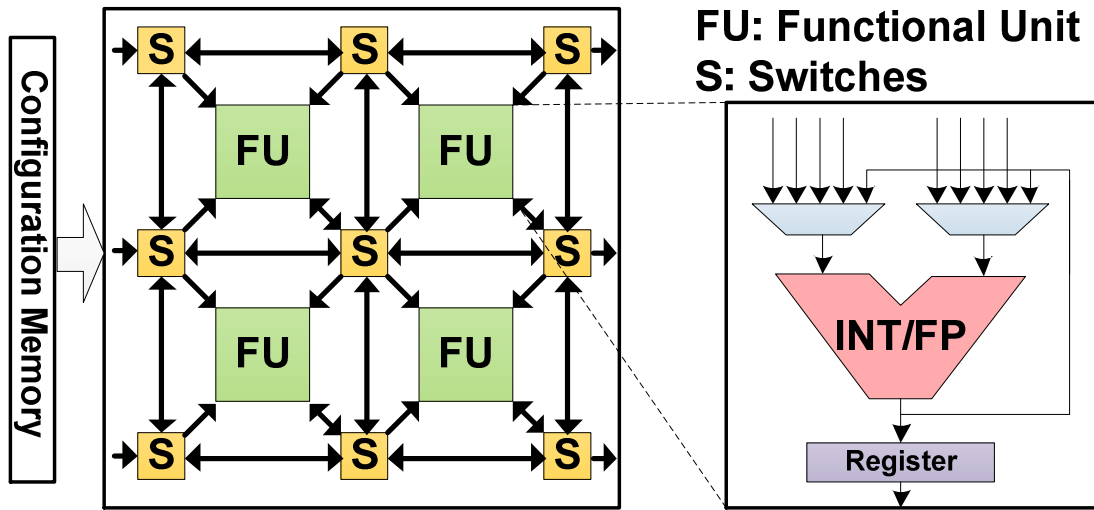 Configuration Memory
S S S
FU FU
S S S
FU FU
S S S
FU: Functional Unit
S: Switches
INT/FP
Register